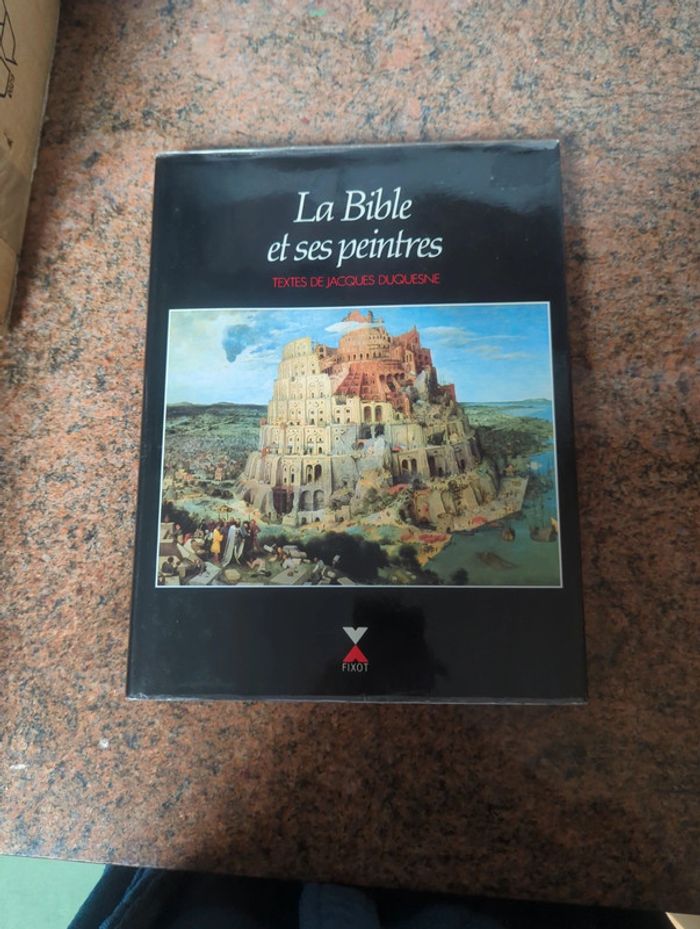 La Bible
et ses peintres
TEXTES DE JACQUES DUQUESNE
FIXOT